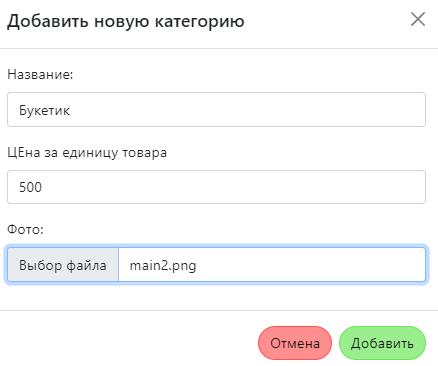 Добавить новую категорию
Название:
Букетик
ЦЕна за единицу товара
500
Фото:
Выбор файла main2.png
Отмена Добавить